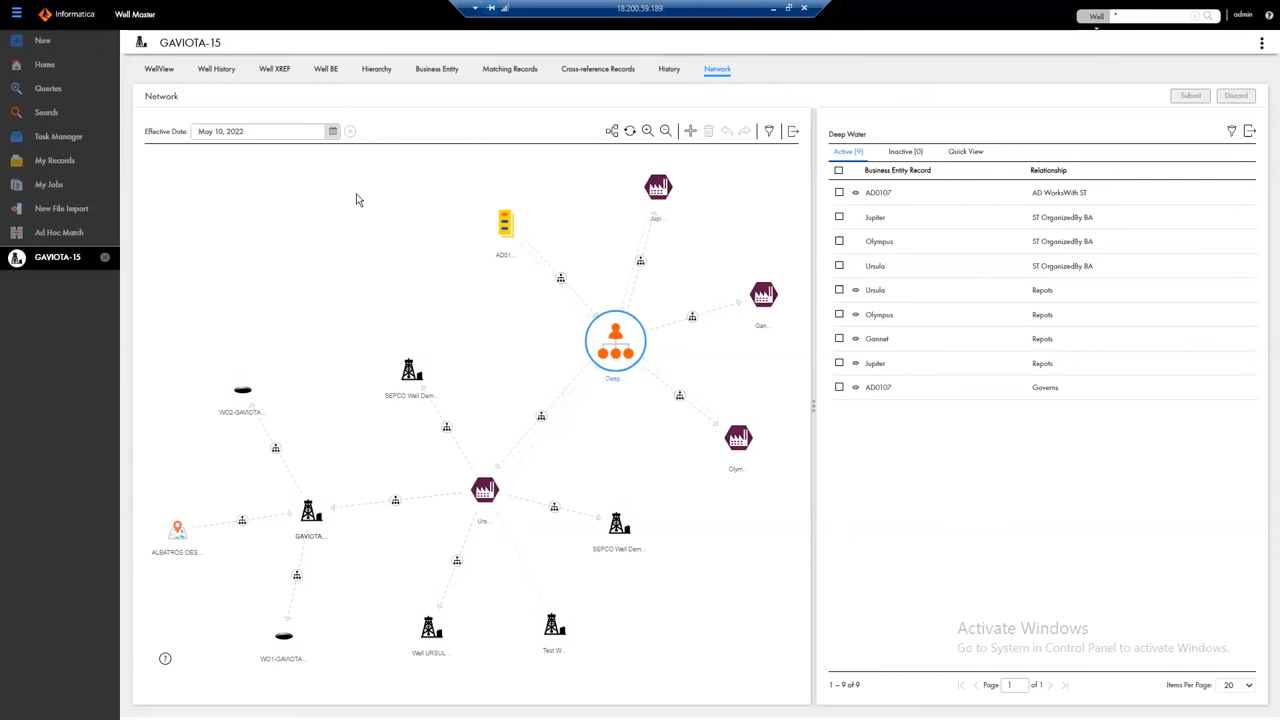 Informatica Well Master
18.200.59.189
Well *
admin
New
Home
Queries
Search
Task Manager
My Records
My Jobs
New File Import
Ad Hoc Match
GAVIOTA-15
GAVIOTA-15
WellView Well History Well XREF Well BE Hierarchy Business Entity Matching Records Cross-reference Records History Network
Network
Submit Discard
Effective Date: May 10, 2022
Jupi...
AD01...
Gan...
Deep...
SEPCO Well Dem...
WO2-GAVIOTA...
Olym...
Urs...
GAVIOTA...
ALBATROS DES...
SEPCO Well Dem...
Well URSUL...
Test W...
WO1-GAVIOTA...
?
Deep Water
Active (9) Inactive (0) Quick View
Business Entity Record Relationship
AD0107 AD WorksWith ST
Jupiter ST OrganizedBy BA
Olympus ST OrganizedBy BA
Ursula ST OrganizedBy BA
Ursula Repots
Olympus Repots
Gannet Repots
Jupiter Repots
AD0107 Governs
Activate Windows
Go to System in Control Panel to activate Windows.
1 – 9 of 9 Page 1 of 1 Items Per Page: 20